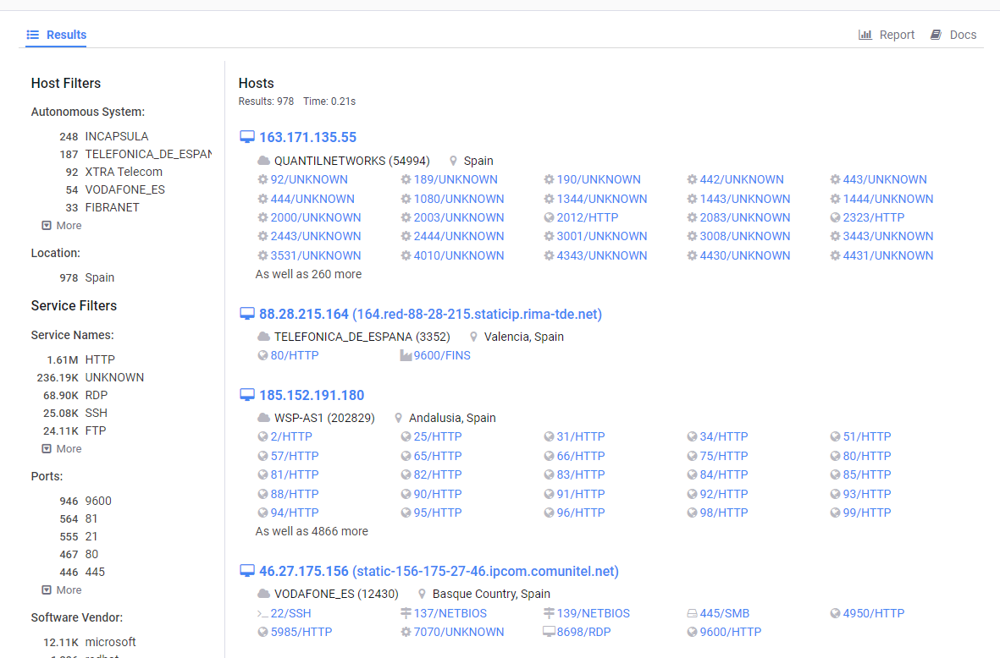 Results
Report
Docs
Host Filters
Autonomous System:
248 INCAPSULA
187 TELEFONICA_DE_ESPAN
92 XTRA Telecom
54 VODAFONE_ES
33 FIBRANET
More
Location:
978 Spain
Service Filters
Service Names:
1.61M HTTP
236.19K UNKNOWN
68.90K RDP
25.08K SSH
24.11K FTP
More
Ports:
946 9600
564 81
555 21
467 80
446 445
More
Software Vendor:
12.11K microsoft
Hosts
Results: 978 Time: 0.21s
163.171.135.55
QUANTILNETWORKS (54994) Spain
92/UNKNOWN 189/UNKNOWN 190/UNKNOWN 442/UNKNOWN 443/UNKNOWN
444/UNKNOWN 1080/UNKNOWN 1344/UNKNOWN 1443/UNKNOWN 1444/UNKNOWN
2000/UNKNOWN 2003/UNKNOWN 2012/HTTP 2083/UNKNOWN 2323/HTTP
2443/UNKNOWN 2444/UNKNOWN 3001/UNKNOWN 3008/UNKNOWN 3443/UNKNOWN
3531/UNKNOWN 4010/UNKNOWN 4343/UNKNOWN 4430/UNKNOWN 4431/UNKNOWN
As well as 260 more
88.28.215.164 (164.red-88-28-215.staticip.rima-tde.net)
TELEFONICA_DE_ESPANA (3352) Valencia, Spain
80/HTTP 9600/FINS
185.152.191.180
WSP-AS1 (202829) Andalusia, Spain
2/HTTP 25/HTTP 31/HTTP 34/HTTP 51/HTTP
57/HTTP 65/HTTP 66/HTTP 75/HTTP 80/HTTP
81/HTTP 82/HTTP 83/HTTP 84/HTTP 85/HTTP
88/HTTP 90/HTTP 91/HTTP 92/HTTP 93/HTTP
94/HTTP 95/HTTP 96/HTTP 98/HTTP 99/HTTP
As well as 4866 more
46.27.175.156 (static-156-175-27-46.ipcom.comunitel.net)
VODAFONE_ES (12430) Basque Country, Spain
22/SSH 137/NETBIOS 139/NETBIOS 445/SMB 4950/HTTP
5985/HTTP 7070/UNKNOWN 8698/RDP 9600/HTTP